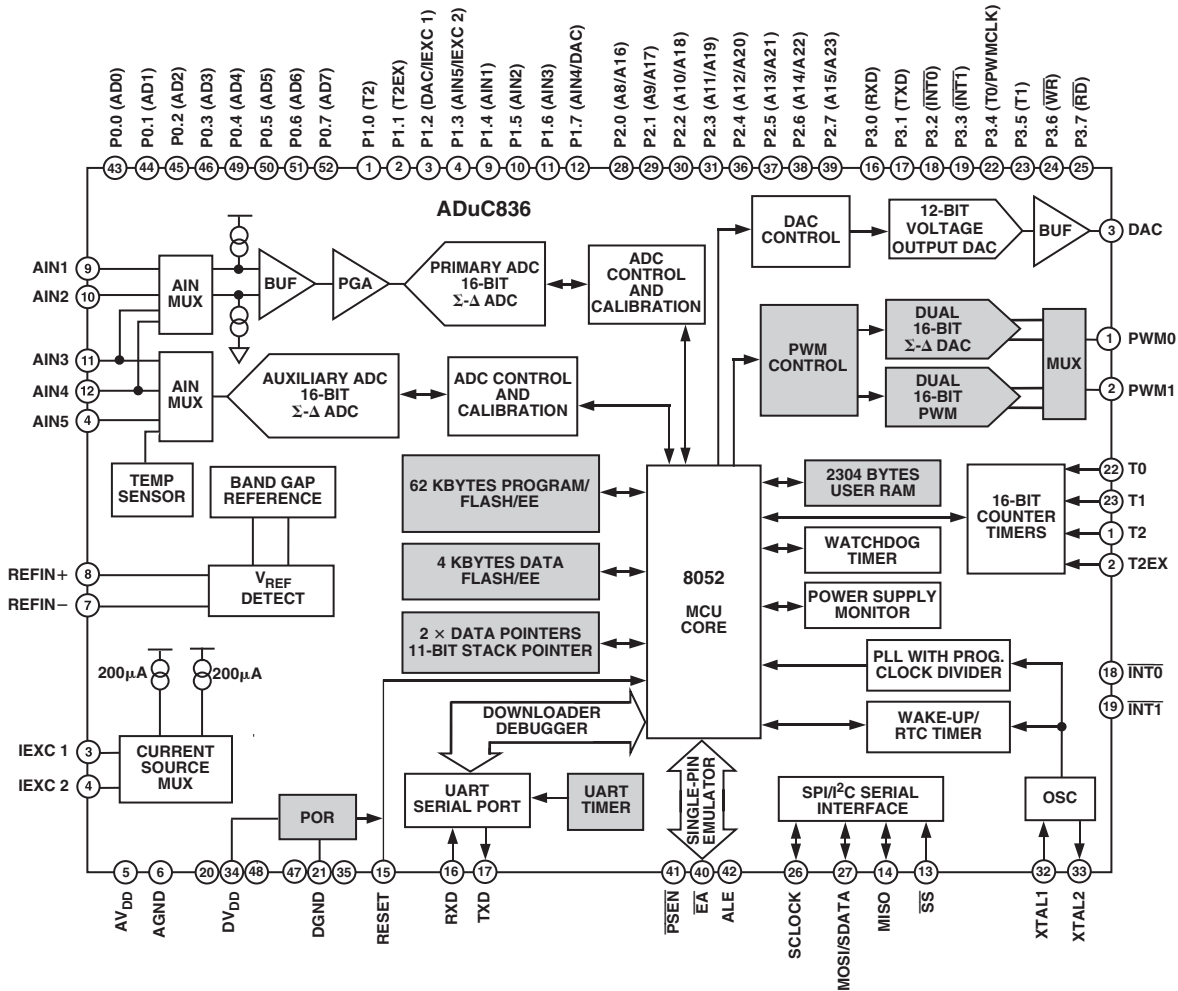 P0.0 (AD0)
P0.1 (AD1)
P0.2 (AD2)
P0.3 (AD3)
P0.4 (AD4)
P0.5 (AD5)
P0.6 (AD6)
P0.7 (AD7)
P1.0 (T2)
P1.1 (T2EX)
P1.2 (DAC/IEXC 1)
P1.3 (AIN5/IEXC 2)
P1.4 (AIN1)
P1.5 (AIN2)
P1.6 (AIN3)
P1.7 (AIN4/DAC)
P2.0 (A8/A16)
P2.1 (A9/A17)
P2.2 (A10/A18)
P2.3 (A11/A19)
P2.4 (A12/A20)
P2.5 (A13/A21)
P2.6 (A14/A22)
P2.7 (A15/A23)
P3.0 (RXD)
P3.1 (TXD)
P3.2 (I̅N̅T̅0̅)
P3.3 (I̅N̅T̅1̅)
P3.4 (T0/PWMCLK)
P3.5 (T1)
P3.6 (W̅R̅)
P3.7 (R̅D̅)
43 44 45 46 49 50 51 52 1 2 3 4 9 10 11 12 28 29 30 31 36 37 38 39 16 17 18 19 22 23 24 25
ADuC836
AIN1 9
AIN2 10
AIN3 11
AIN4 12
AIN5 4
AIN
MUX
BUF
PGA
PRIMARY ADC
16-BIT
Σ-Δ ADC
ADC
CONTROL
AND
CALIBRATION
DAC
CONTROL
12-BIT
VOLTAGE
OUTPUT DAC
BUF
3 DAC
AIN
MUX
AUXILIARY ADC
16-BIT
Σ-Δ ADC
ADC CONTROL
AND
CALIBRATION
PWM
CONTROL
DUAL
16-BIT
Σ-Δ DAC
DUAL
16-BIT
PWM
MUX
1 PWM0
2 PWM1
TEMP
SENSOR
BAND GAP
REFERENCE
REFIN+ 8
REFIN− 7
VREF
DETECT
62 KBYTES PROGRAM/
FLASH/EE
4 KBYTES DATA
FLASH/EE
2 × DATA POINTERS
11-BIT STACK POINTER
8052
MCU
CORE
2304 BYTES
USER RAM
WATCHDOG
TIMER
POWER SUPPLY
MONITOR
16-BIT
COUNTER
TIMERS
22 T0
23 T1
1 T2
2 T2EX
PLL WITH PROG.
CLOCK DIVIDER
WAKE-UP/
RTC TIMER
18 I̅N̅T̅0̅
19 I̅N̅T̅1̅
200μA
200μA
IEXC 1 3
IEXC 2 4
CURRENT
SOURCE
MUX
DOWNLOADER
DEBUGGER
POR
UART
SERIAL PORT
UART
TIMER
SINGLE-PIN
EMULATOR
SPI/I²C SERIAL
INTERFACE
OSC
5 6 20 34 48 47 21 35 15 16 17 41 40 42 26 27 14 13 32 33
AVDD
AGND
DVDD
DGND
RESET
RXD
TXD
P̅S̅E̅N̅
E̅A̅
ALE
SCLOCK
MOSI/SDATA
MISO
S̅S̅
XTAL1
XTAL2